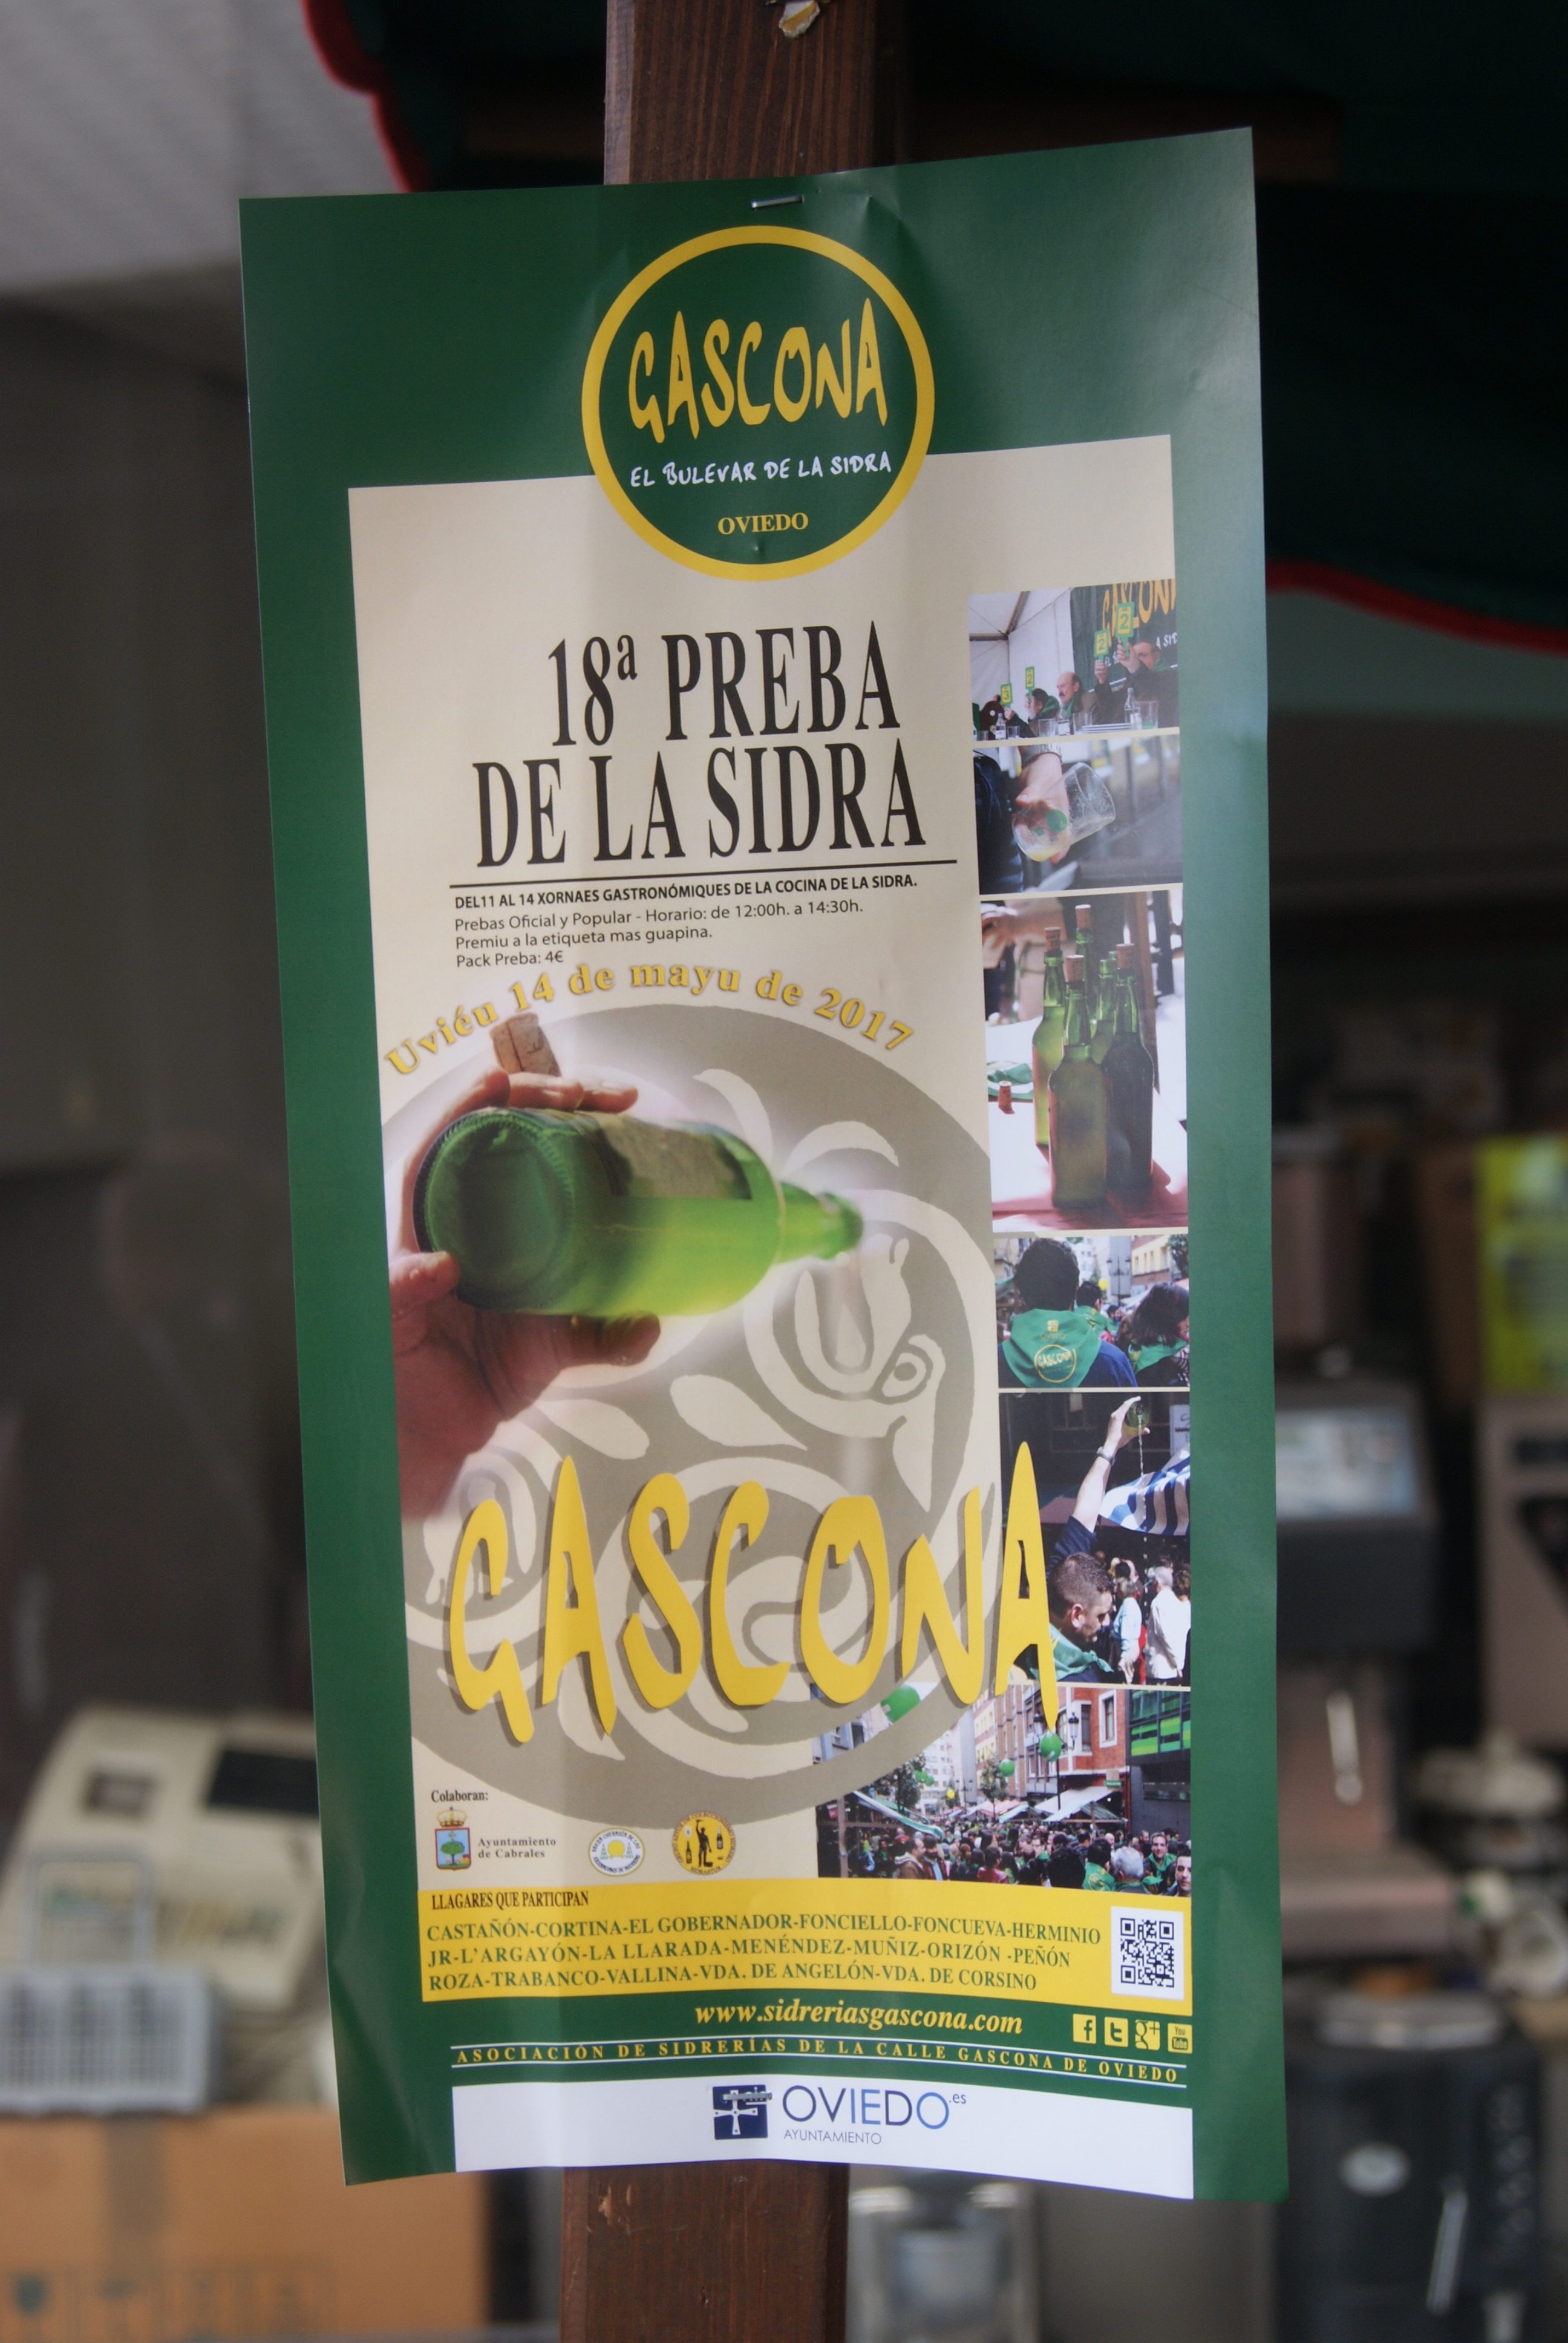 GASCONA
EL BULEVAR DE LA SIDRA
OVIEDO
18ª PREBA
DE LA SIDRA
DEL11 AL 14 XORNAES GASTRONÓMIQUES DE LA COCINA DE LA SIDRA.
Prebas Oficial y Popular - Horario: de 12:00h. a 14:30h.
Premiu a la etiqueta mas guapina.
Pack Preba: 4€
Uviéu 14 de mayu de 2017
GASCONA
Colaboran:
Ayuntamiento
de Cabrales
LLAGARES QUE PARTICIPAN
CASTAÑÓN-CORTINA-EL GOBERNADOR-FONCIELLO-FONCUEVA-HERMINIO
JR-L'ARGAYÓN-LA LLARADA-MENÉNDEZ-MUÑIZ-ORIZÓN -PEÑÓN
ROZA-TRABANCO-VALLINA-VDA. DE ANGELÓN-VDA. DE CORSINO
www.sidreriasgascona.com
ASOCIACIÓN DE SIDRERÍAS DE LA CALLE GASCONA DE OVIEDO
OVIEDO.es
AYUNTAMIENTO